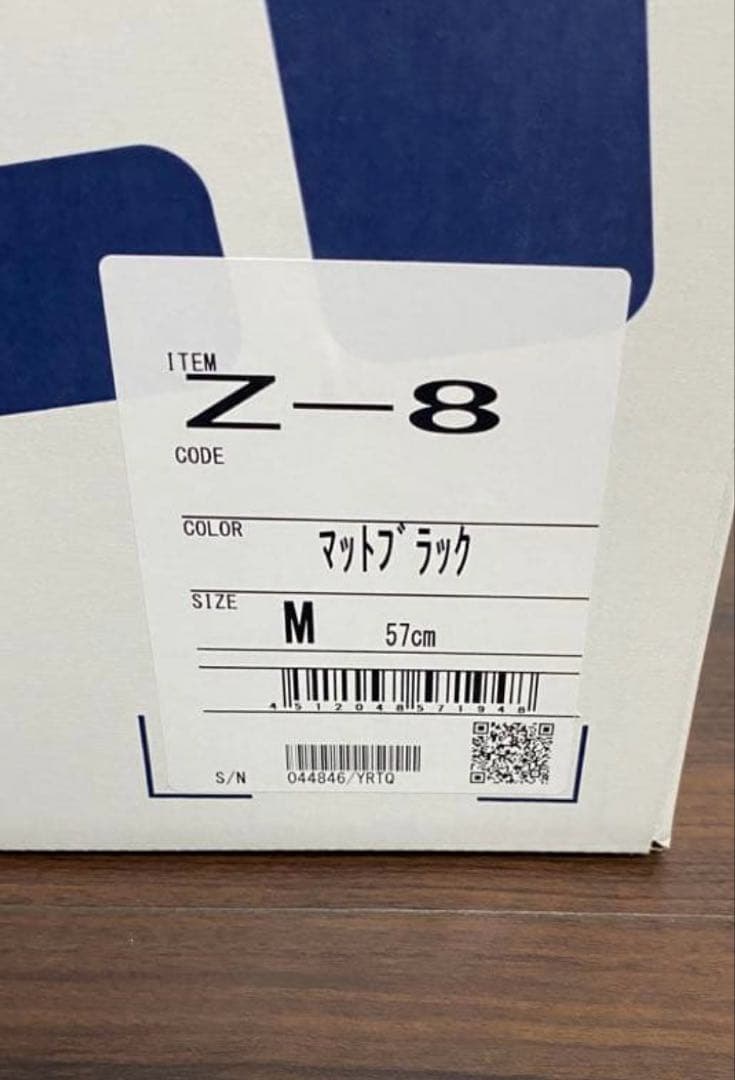 ITEM
Z-8
CODE
COLOR
ﾏｯﾄﾌﾞﾗｯｸ
SIZE
M 57cm
4512048571948
S/N 044846/YRTQ